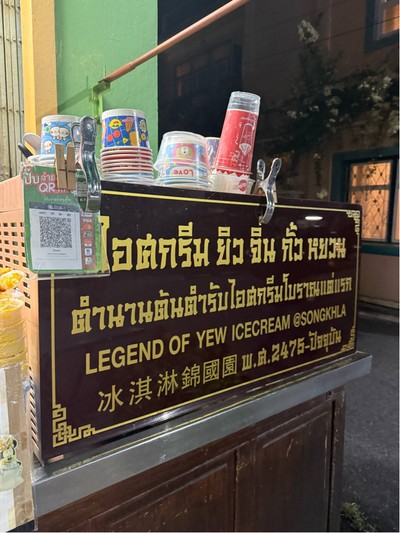 QR
ไอศกรีม ยิว จิน กั้ว หยวน
ตำนานต้นตำรับไอศกรีมโบราณแต่แรก
LEGEND OF YEW ICECREAM @SONGKHLA
冰淇淋錦國園 พ.ศ.2475-ปัจจุบัน
LOVE